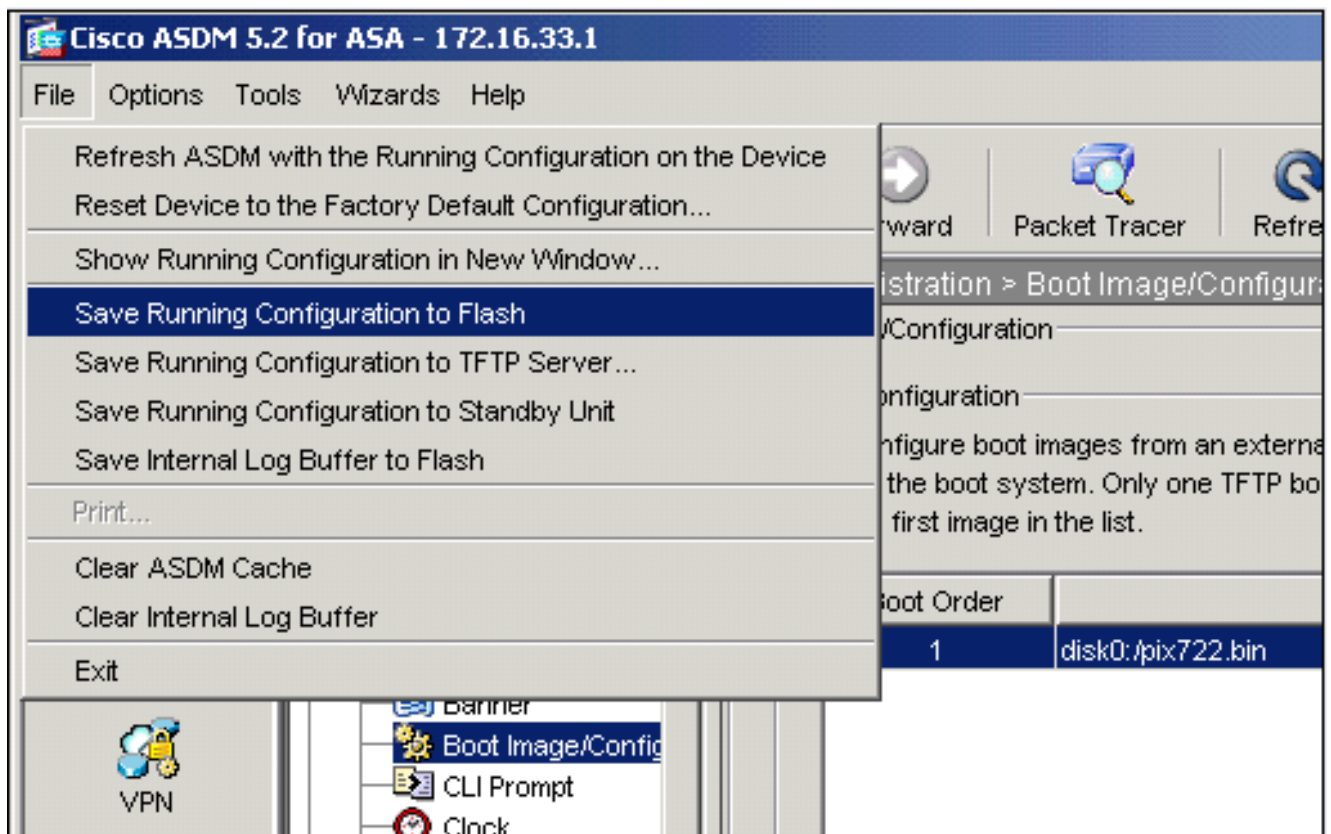 Cisco ASDM 5.2 for ASA - 172.16.33.1
File Options Tools Wizards Help
Refresh ASDM with the Running Configuration on the Device
Reset Device to the Factory Default Configuration...
Show Running Configuration in New Window...
Save Running Configuration to Flash
Save Running Configuration to TFTP Server...
Save Running Configuration to Standby Unit
Save Internal Log Buffer to Flash
Print...
Clear ASDM Cache
Clear Internal Log Buffer
Exit
ward Packet Tracer Refre
istration > Boot Image/Configur
/Configuration
nfiguration
nfigure boot images from an externa
the boot system. Only one TFTP bo
first image in the list.
Boot Order
1 disk0:/pix722.bin
Banner
Boot Image/Config
CLI Prompt
Clock
VPN